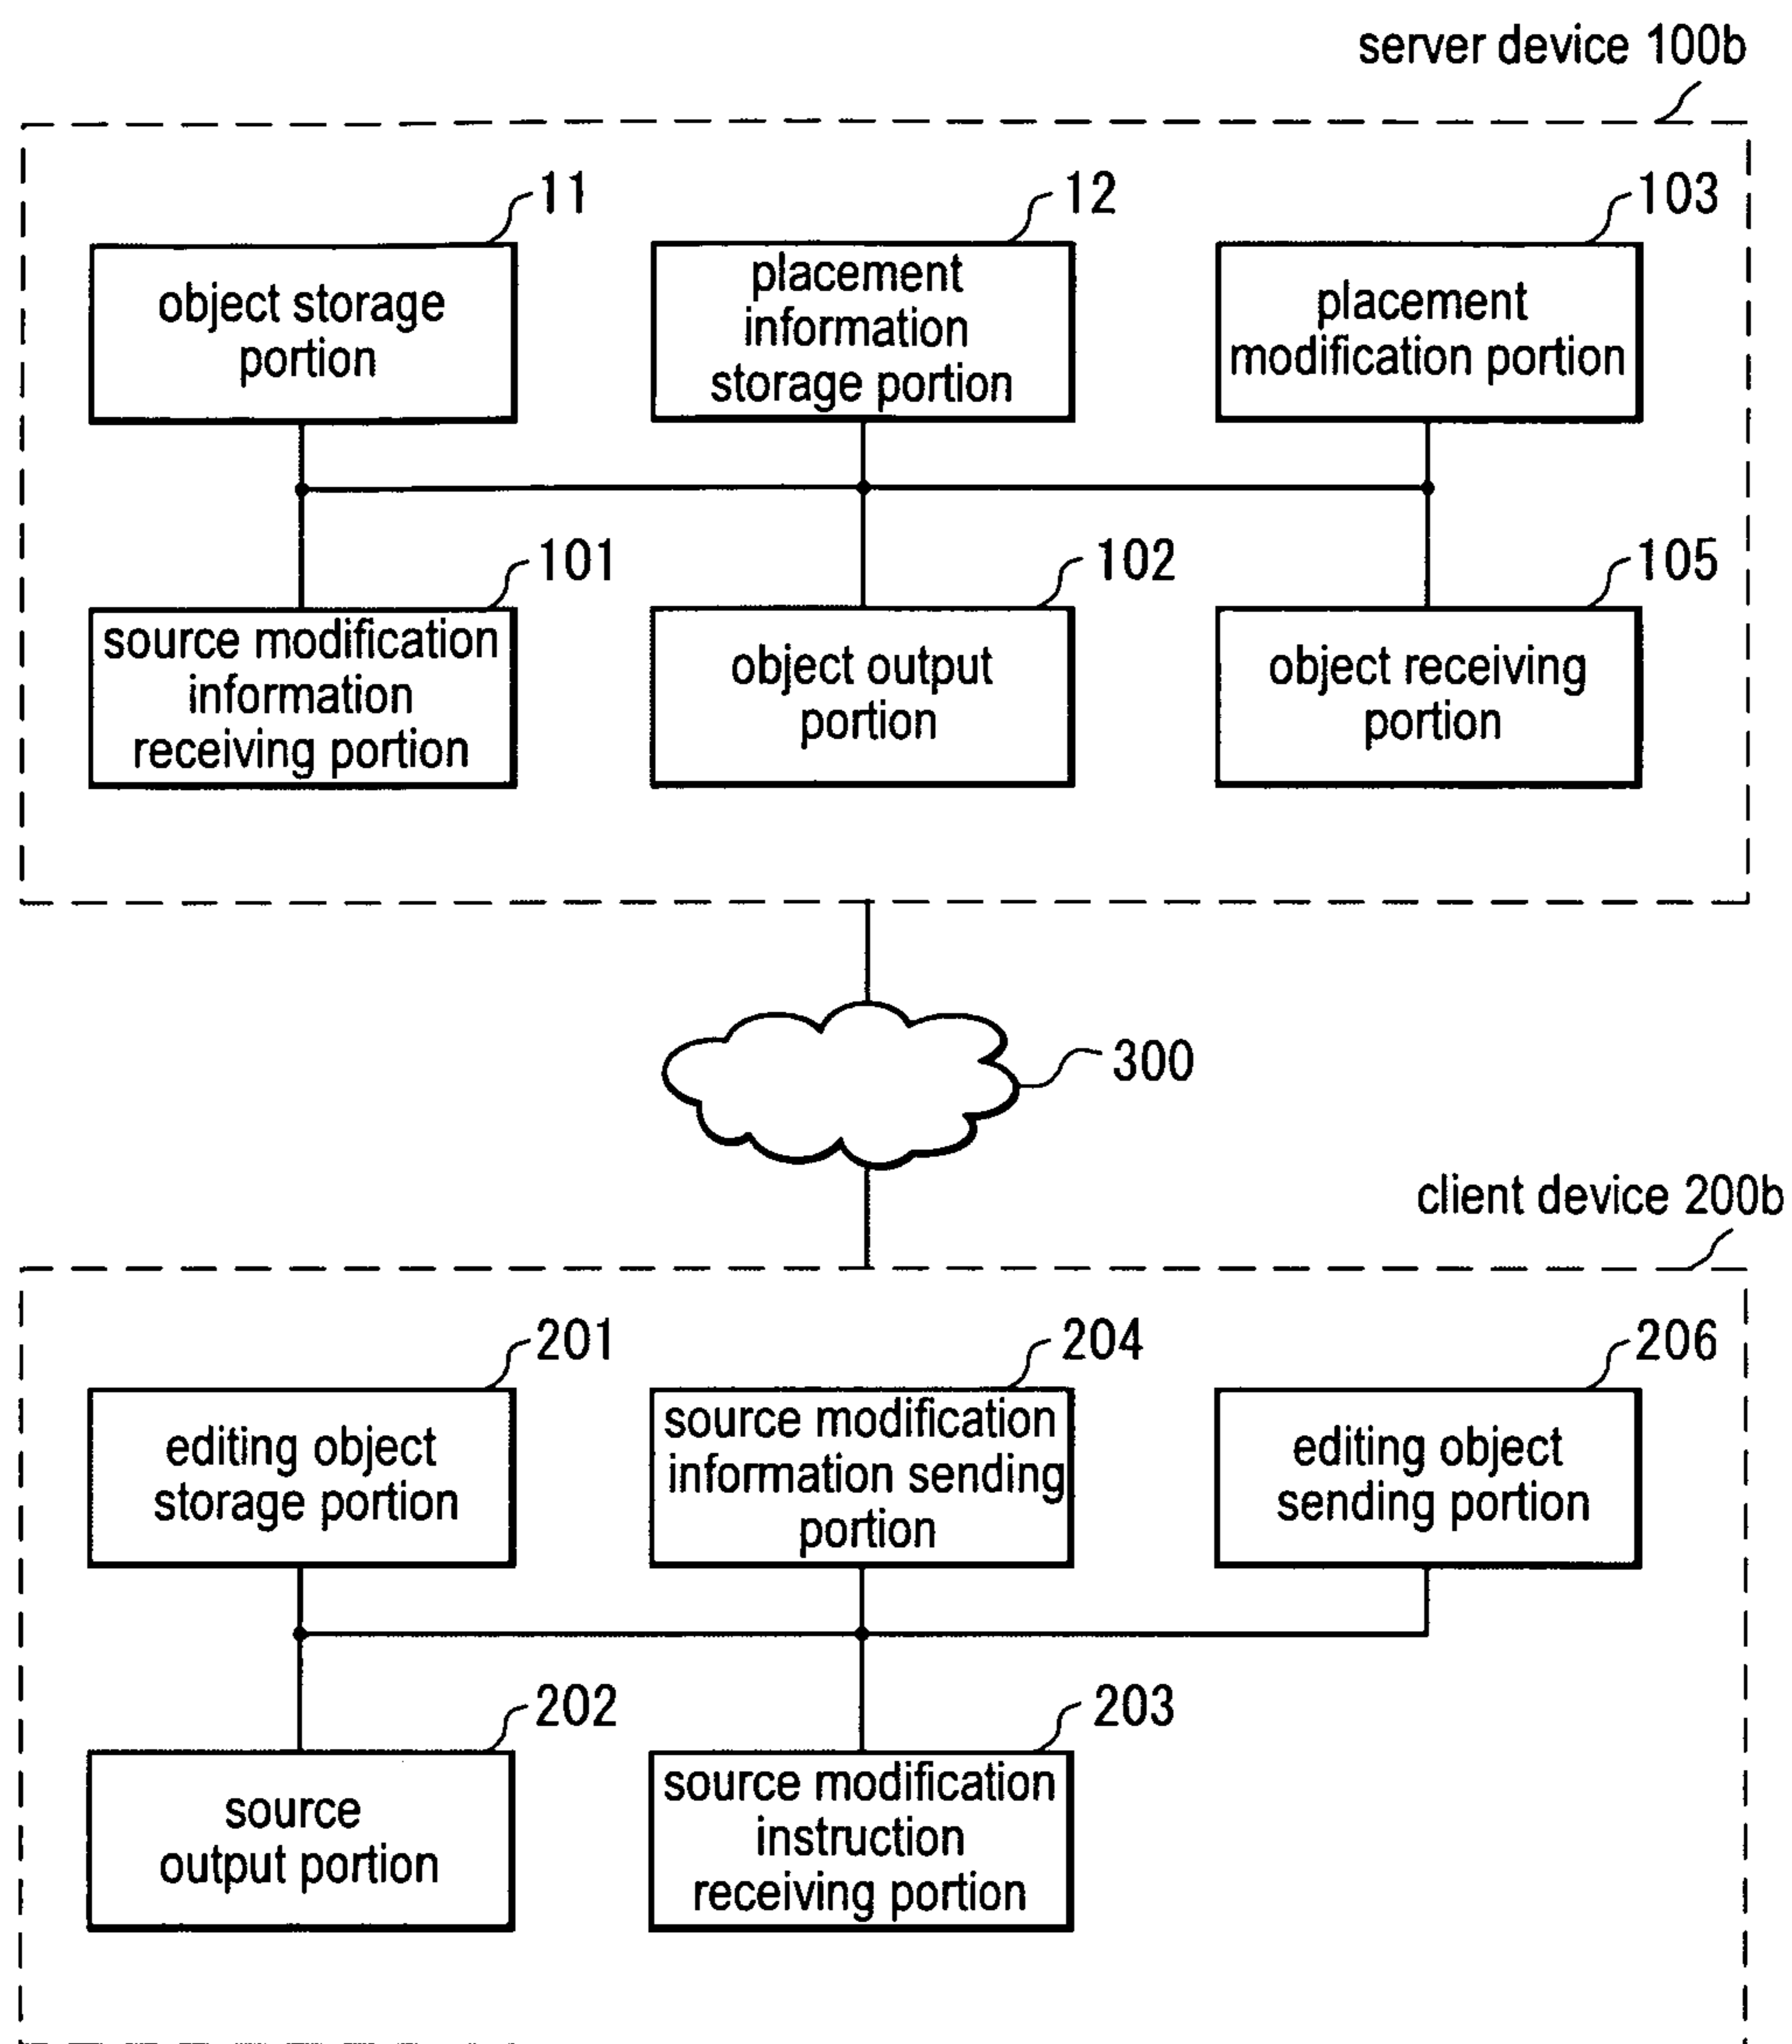 server device 100b
11
object storage
portion
12
placement
information
storage portion
103
placement
modification portion
101
source modification
information
receiving portion
102
object output
portion
105
object receiving
portion
300
client device 200b
201
editing object
storage portion
204
source modification
information sending
portion
206
editing object
sending portion
202
source
output portion
203
source modification
instruction
receiving portion